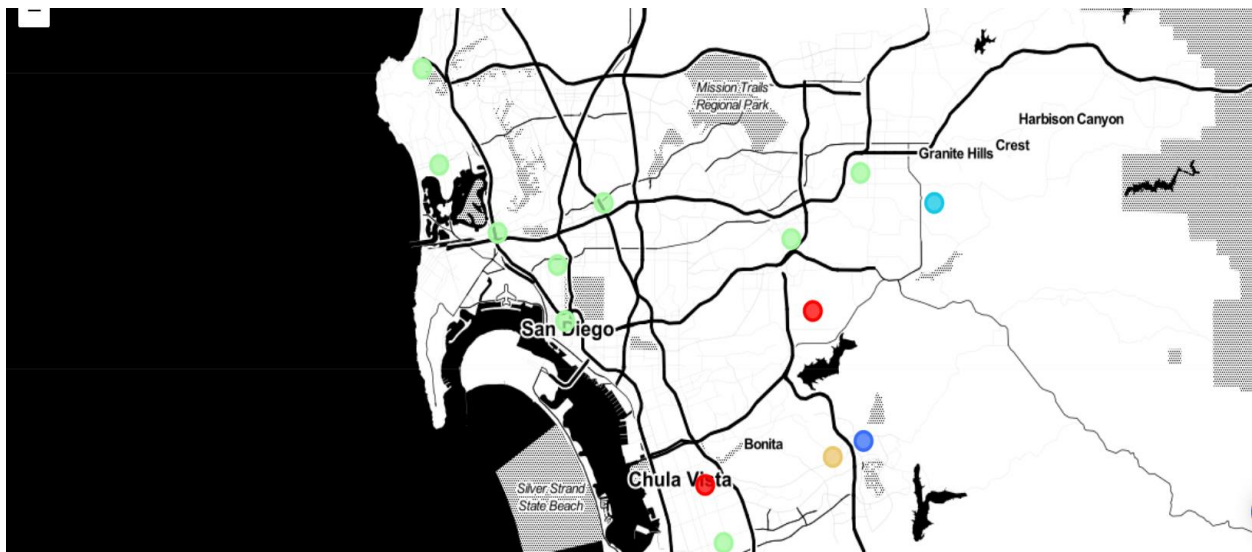 Mission Trails
Regional Park
Harbison Canyon
Crest
Granite Hills
San Diego
Bonita
Chula Vista
Silver Strand
State Beach